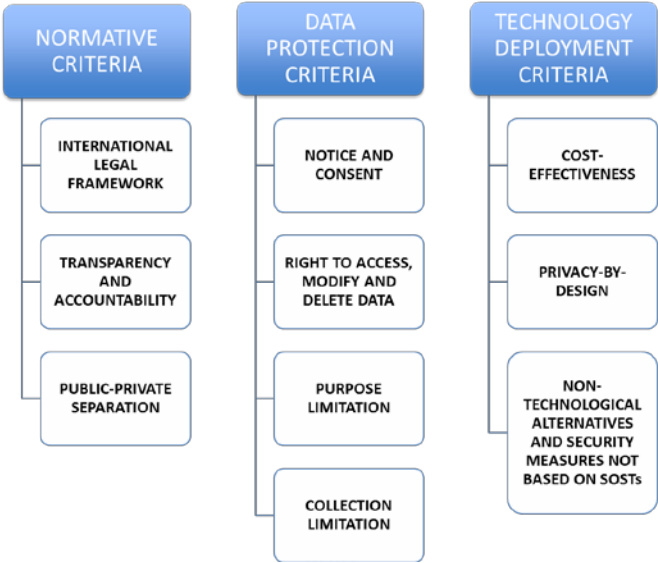 NORMATIVE
CRITERIA
INTERNATIONAL
LEGAL
FRAMEWORK
TRANSPARENCY
AND
ACCOUNTABILITY
PUBLIC-PRIVATE
SEPARATION
DATA
PROTECTION
CRITERIA
NOTICE AND
CONSENT
RIGHT TO ACCESS,
MODIFY AND
DELETE DATA
PURPOSE
LIMITATION
COLLECTION
LIMITATION
TECHNOLOGY
DEPLOYMENT
CRITERIA
COST-
EFFECTIVENESS
PRIVACY-BY-
DESIGN
NON-
TECHNOLOGICAL
ALTERNATIVES
AND SECURITY
MEASURES NOT
BASED ON SOSTs